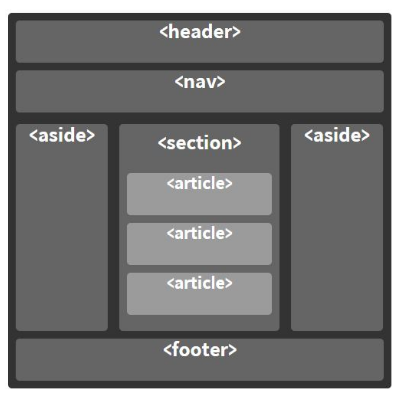 <header>
<nav>
<aside>
<section>
<aside>
<article>
<article>
<article>
<footer>